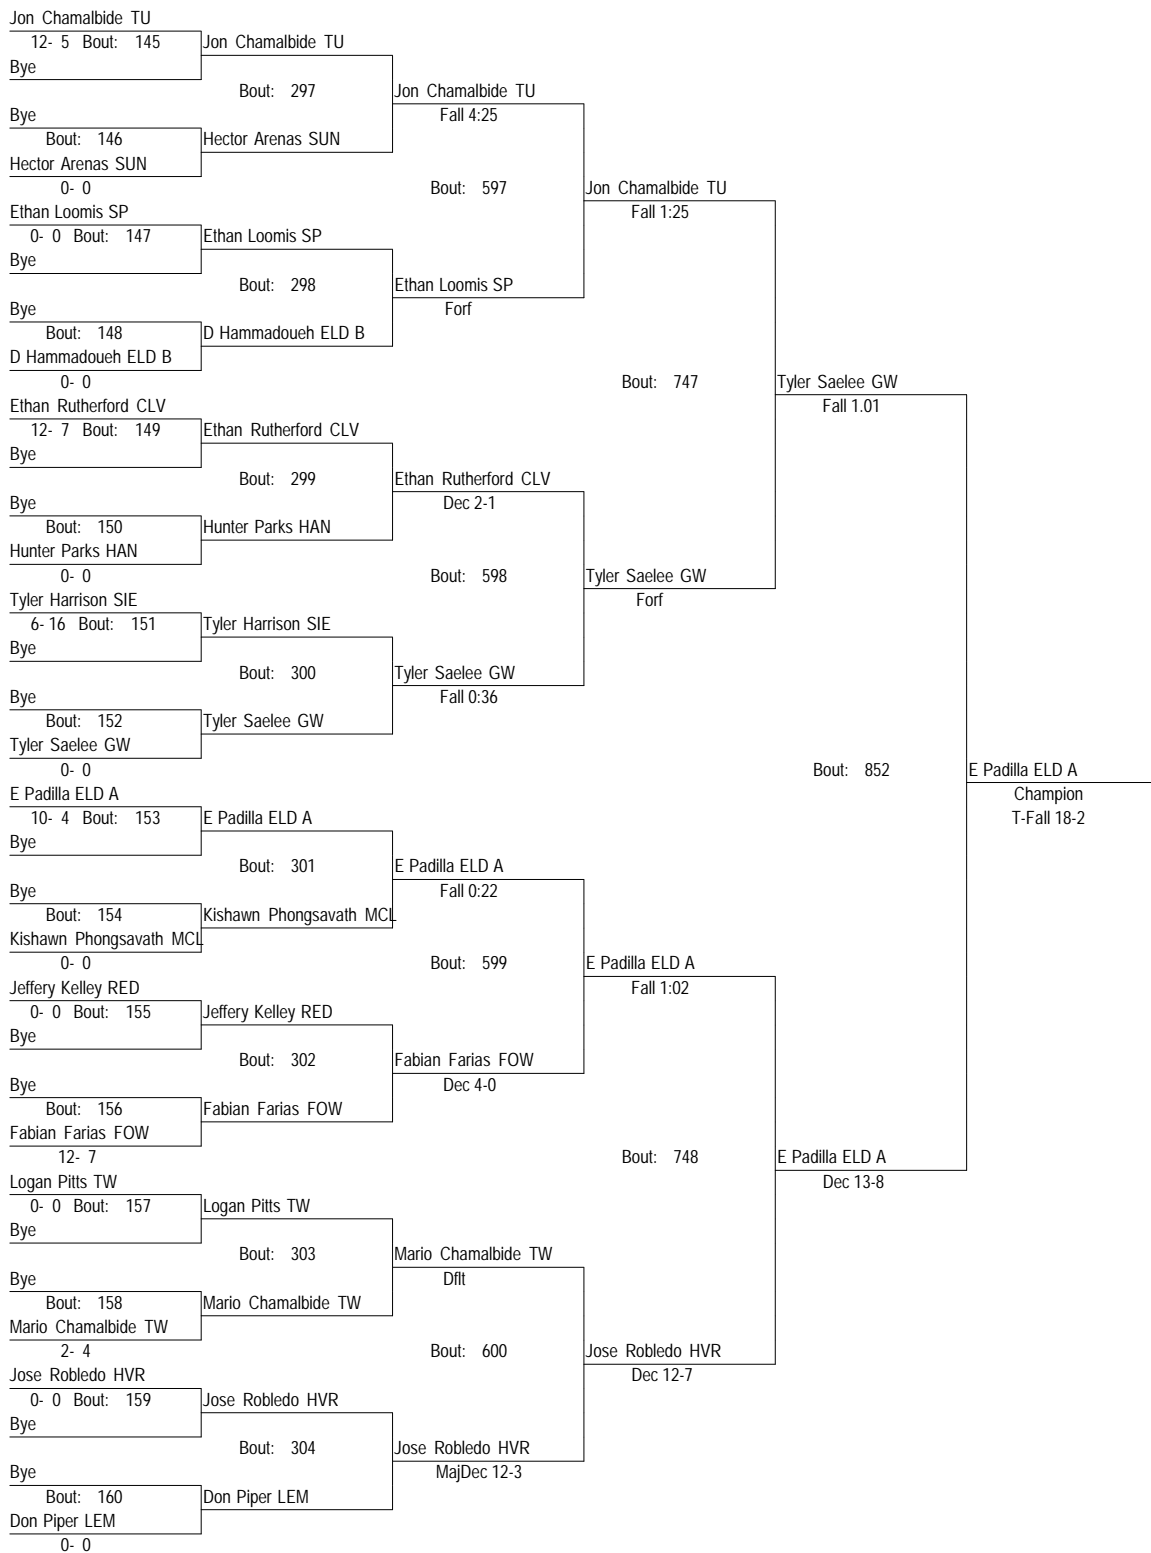 Jon Chamalbide TU
12- 5 Bout: 145
Jon Chamalbide TU
Bye
Bout: 297
Jon Chamalbide TU
Bye
Fall 4:25
Bout: 146
Hector Arenas SUN
Hector Arenas SUN
0- 0
Bout: 597
Jon Chamalbide TU
Ethan Loomis SP
Fall 1:25
0- 0 Bout: 147
Ethan Loomis SP
Bye
Bout: 298
Ethan Loomis SP
Bye
Forf
Bout: 148
D Hammadoueh ELD B
D Hammadoueh ELD B
0- 0
Bout: 747
Tyler Saelee GW
Ethan Rutherford CLV
Fall 1.01
12- 7 Bout: 149
Ethan Rutherford CLV
Bye
Bout: 299
Ethan Rutherford CLV
Bye
Dec 2-1
Bout: 150
Hunter Parks HAN
Hunter Parks HAN
0- 0
Bout: 598
Tyler Saelee GW
Tyler Harrison SIE
Forf
6- 16 Bout: 151
Tyler Harrison SIE
Bye
Bout: 300
Tyler Saelee GW
Bye
Fall 0:36
Bout: 152
Tyler Saelee GW
Tyler Saelee GW
0- 0
Bout: 852
E Padilla ELD A
E Padilla ELD A
Champion
10- 4 Bout: 153
E Padilla ELD A
T-Fall 18-2
Bye
Bout: 301
E Padilla ELD A
Bye
Fall 0:22
Bout: 154
Kishawn Phongsavath MCL
Kishawn Phongsavath MCL
0- 0
Bout: 599
E Padilla ELD A
Jeffery Kelley RED
Fall 1:02
0- 0 Bout: 155
Jeffery Kelley RED
Bye
Bout: 302
Fabian Farias FOW
Bye
Dec 4-0
Bout: 156
Fabian Farias FOW
Fabian Farias FOW
12- 7
Bout: 748
E Padilla ELD A
Logan Pitts TW
Dec 13-8
0- 0 Bout: 157
Logan Pitts TW
Bye
Bout: 303
Mario Chamalbide TW
Bye
Dflt
Bout: 158
Mario Chamalbide TW
Mario Chamalbide TW
2- 4
Bout: 600
Jose Robledo HVR
Jose Robledo HVR
Dec 12-7
0- 0 Bout: 159
Jose Robledo HVR
Bye
Bout: 304
Jose Robledo HVR
Bye
MajDec 12-3
Bout: 160
Don Piper LEM
Don Piper LEM
0- 0